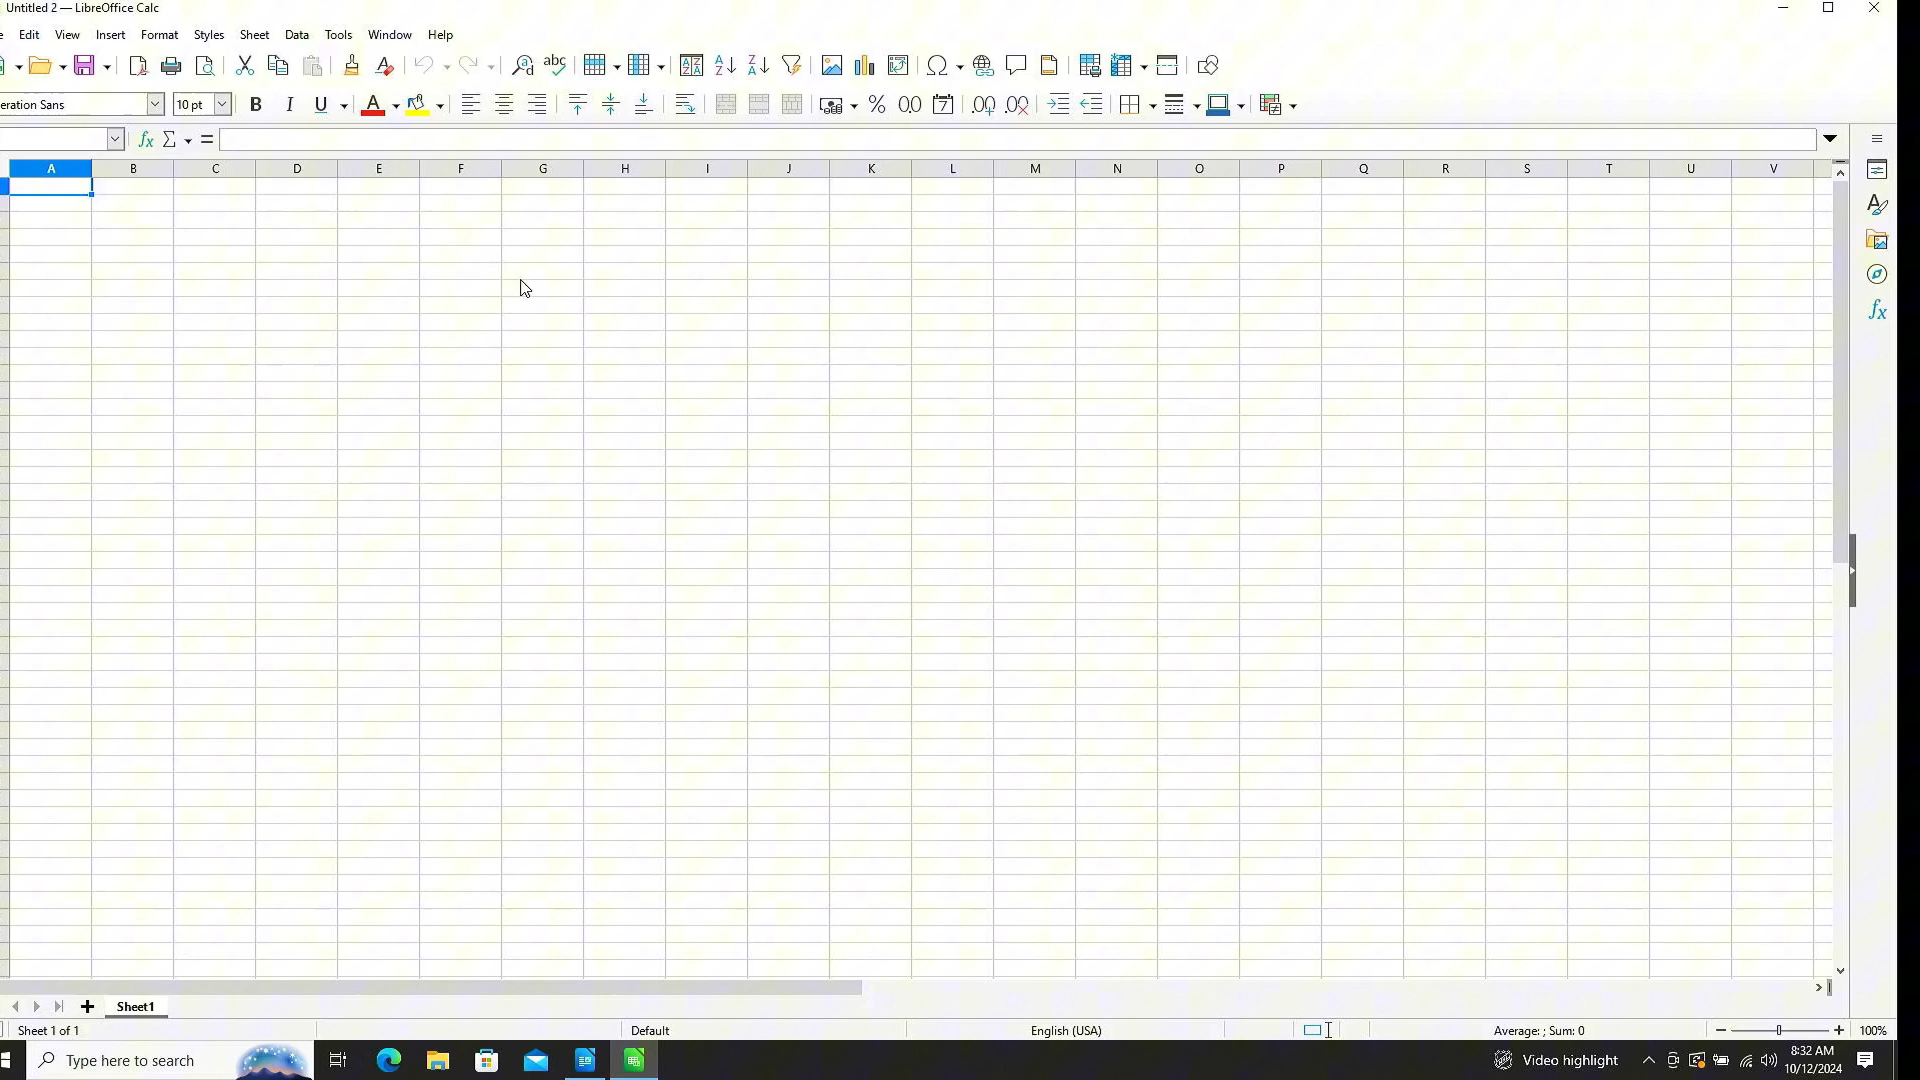 Untitled 2 — LibreOffice Calc
Edit View Insert Format Styles Sheet Data Tools Window Help
eration Sans 10 pt
A B C D E F G H I J K L M N O P Q R S T U V
Sheet1
Sheet 1 of 1 Default English (USA) Average: ; Sum: 0 100%
Type here to search Video highlight 8:32 AM
10/12/2024